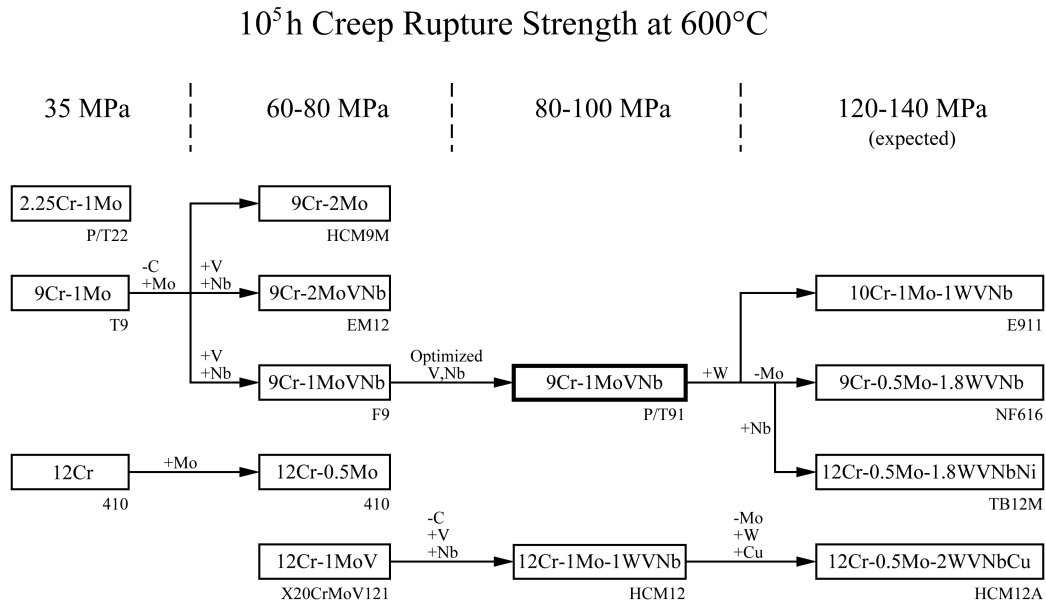 10⁵h Creep Rupture Strength at 600°C
35 MPa
60-80 MPa
80-100 MPa
120-140 MPa
(expected)
2.25Cr-1Mo
P/T22
9Cr-2Mo
HCM9M
9Cr-1Mo
T9
-C
+Mo
+V
+Nb
9Cr-2MoVNb
EM12
10Cr-1Mo-1WVNb
E911
+V
+Nb
9Cr-1MoVNb
F9
Optimized
V,Nb
9Cr-1MoVNb
P/T91
+W
-Mo
9Cr-0.5Mo-1.8WVNb
NF616
+Nb
12Cr
410
+Mo
12Cr-0.5Mo
410
12Cr-0.5Mo-1.8WVNbNi
TB12M
12Cr-1MoV
X20CrMoV121
-C
+V
+Nb
12Cr-1Mo-1WVNb
HCM12
-Mo
+W
+Cu
12Cr-0.5Mo-2WVNbCu
HCM12A